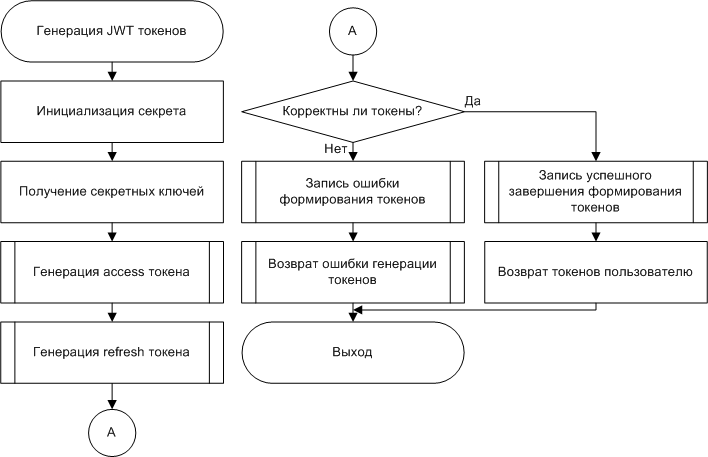 Генерация JWT токенов
Инициализация секрета
Получение секретных ключей
Генерация access токена
Генерация refresh токена
А
А
Корректны ли токены?
Да
Нет
Запись ошибки
формирования токенов
Запись успешного
завершения формирования
токенов
Возврат ошибки генерации
токенов
Возврат токенов пользователю
Выход